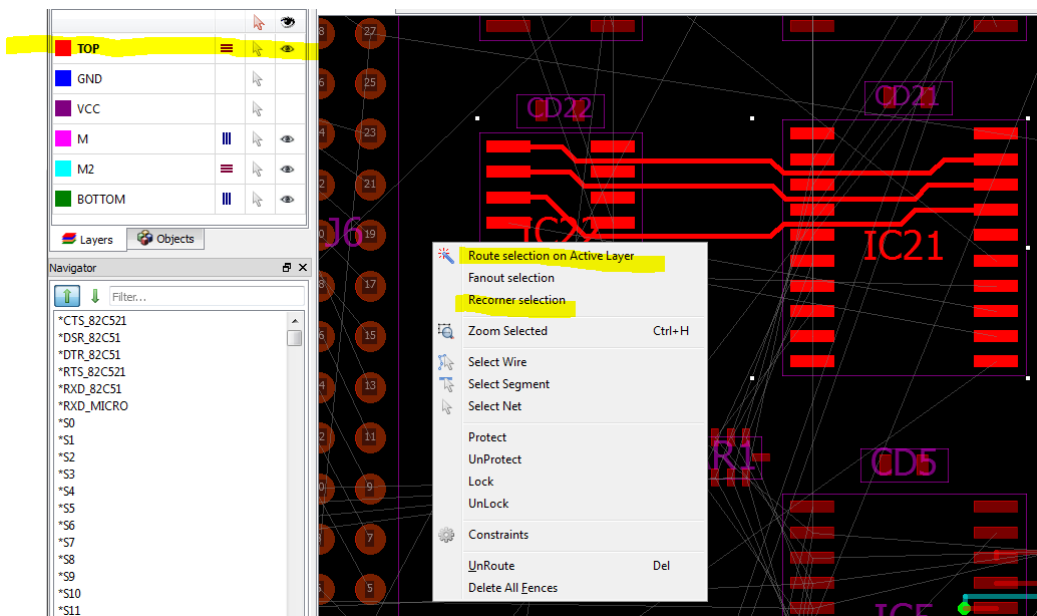 TOP
GND
VCC
M
M2
BOTTOM
Layers
Objects
Navigator
Filter...
*CTS_82C521
*DSR_82C51
*DTR_82C51
*RTS_82C521
*RXD_82C51
*RXD_MICRO
*S0
*S1
*S2
*S3
*S4
*S5
*S6
*S7
*S8
*S9
*S10
*S11
27
25
23
21
19
17
15
13
11
9
7
5
J6
CD22
CD21
IC22
IC21
CD5
IC5
Route selection on Active Layer
Fanout selection
Recorner selection
Zoom Selected Ctrl+H
Select Wire
Select Segment
Select Net
Protect
UnProtect
Lock
UnLock
Constraints
UnRoute Del
Delete All Fences